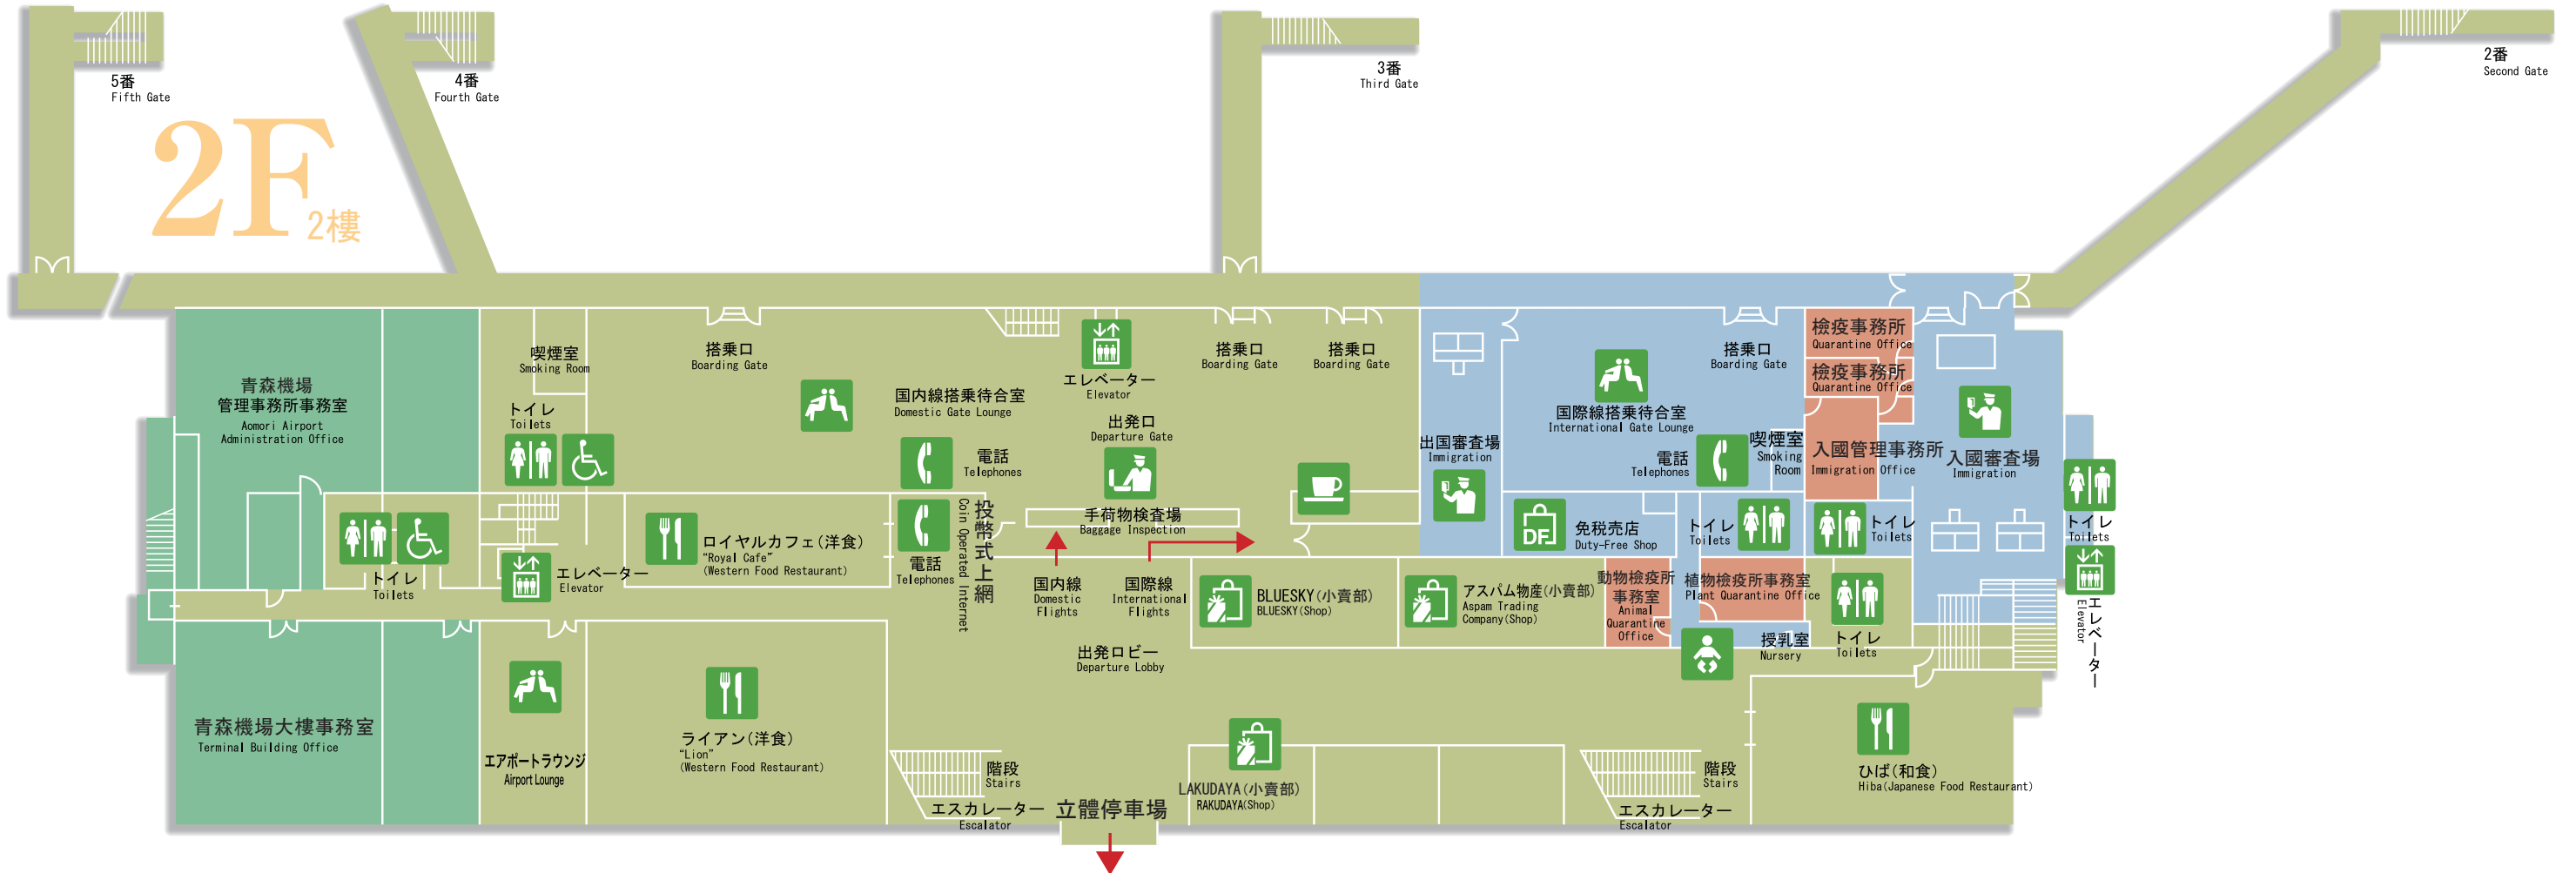 5番
Fifth Gate
4番
Fourth Gate
3番
Third Gate
2番
Second Gate
2F
2樓
青森機場
管理事務所事務室
Aomori Airport
Administration Office
喫煙室
Smoking Room
トイレ
Toilets
搭乗口
Boarding Gate
国内線搭乗待合室
Domestic Gate Lounge
電話
Telephones
エレベーター
Elevator
出発口
Departure Gate
搭乗口
Boarding Gate
搭乗口
Boarding Gate
出国審査場
Immigration
国際線搭乗待合室
International Gate Lounge
搭乗口
Boarding Gate
電話
Telephones
喫煙室
Smoking
Room
檢疫事務所
Quarantine Office
檢疫事務所
Quarantine Office
入國管理事務所
Immigration Office
入國審査場
Immigration
トイレ
Toilets
エレベーター
Elevator
トイレ
Toilets
エレベーター
Elevator
ロイヤルカフェ(洋食)
"Royal Cafe"
(Western Food Restaurant)
電話
Telephones
投幣式上網
Coin Operated Internet
手荷物検査場
Baggage Inspection
国内線
Domestic
Flights
国際線
International
Flights
DF
免税売店
Duty-Free Shop
トイレ
Toilets
トイレ
Toilets
BLUESKY(小賣部)
BLUESKY(Shop)
アスパム物産(小賣部)
Aspam Trading
Company(Shop)
動物檢疫所
事務室
Animal
Quarantine
Office
植物檢疫所事務室
Plant Quarantine Office
授乳室
Nursery
トイレ
Toilets
出発ロビー
Departure Lobby
青森機場大樓事務室
Terminal Building Office
エアポートラウンジ
Airport Lounge
ライアン(洋食)
"Lion"
(Western Food Restaurant)
階段
Stairs
エスカレーター
Escalator
立體停車場
LAKUDAYA(小賣部)
RAKUDAYA(Shop)
階段
Stairs
エスカレーター
Escalator
ひば(和食)
Hiba(Japanese Food Restaurant)